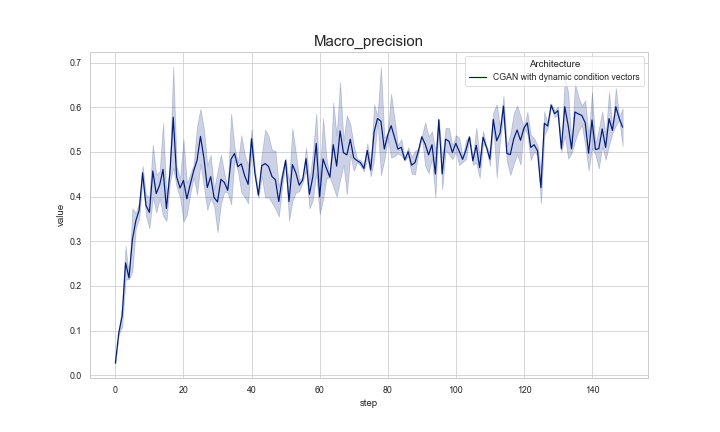 Macro_precision
Architecture
CGAN with dynamic condition vectors
0.7
0.6
0.5
0.4
0.3
0.2
0.1
0.0
value
0 20 40 60 80 100 120 140
step